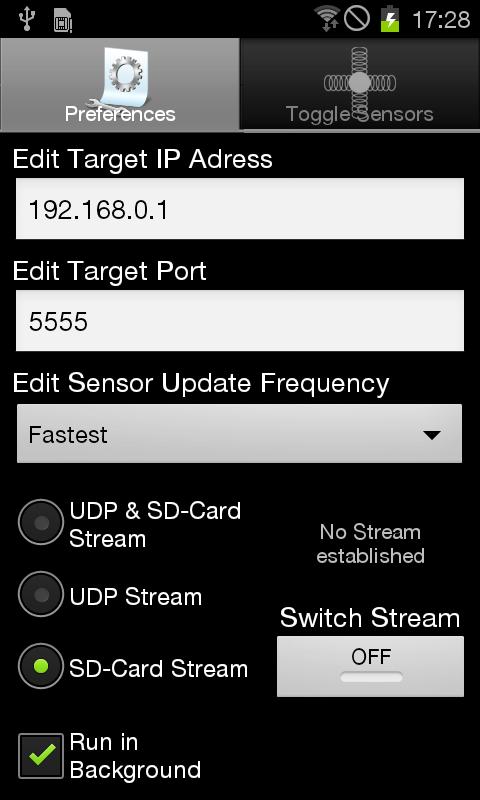 17:28
Preferences
Toggle Sensors
Edit Target IP Adress
192.168.0.1
Edit Target Port
5555
Edit Sensor Update Frequency
Fastest
UDP & SD-Card
Stream
No Stream
established
UDP Stream
Switch Stream
OFF
SD-Card Stream
Run in
Background